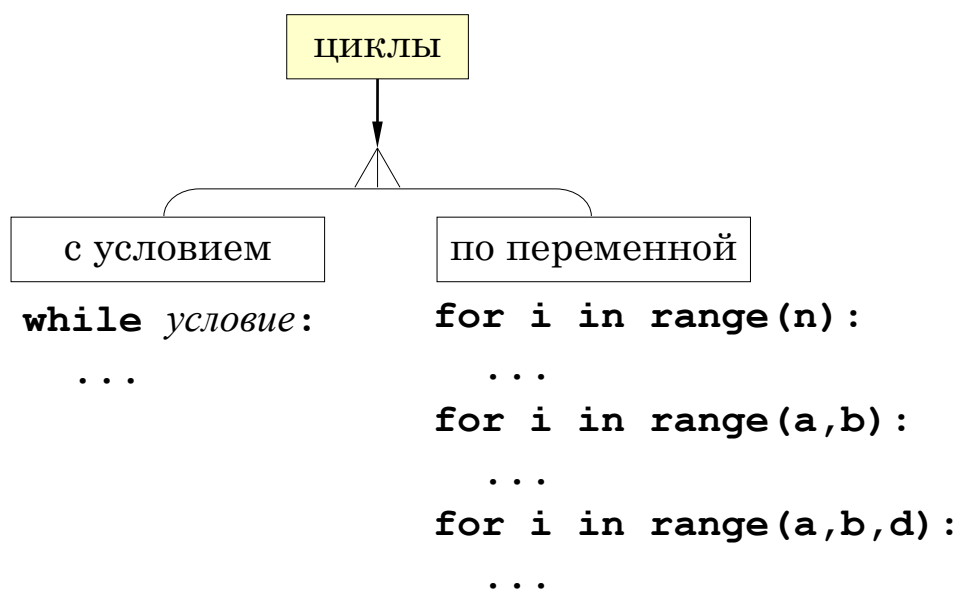 циклы
с условием
while условие:
...
по переменной
for i in range(n):
...
for i in range(a,b):
...
for i in range(a,b,d):
...